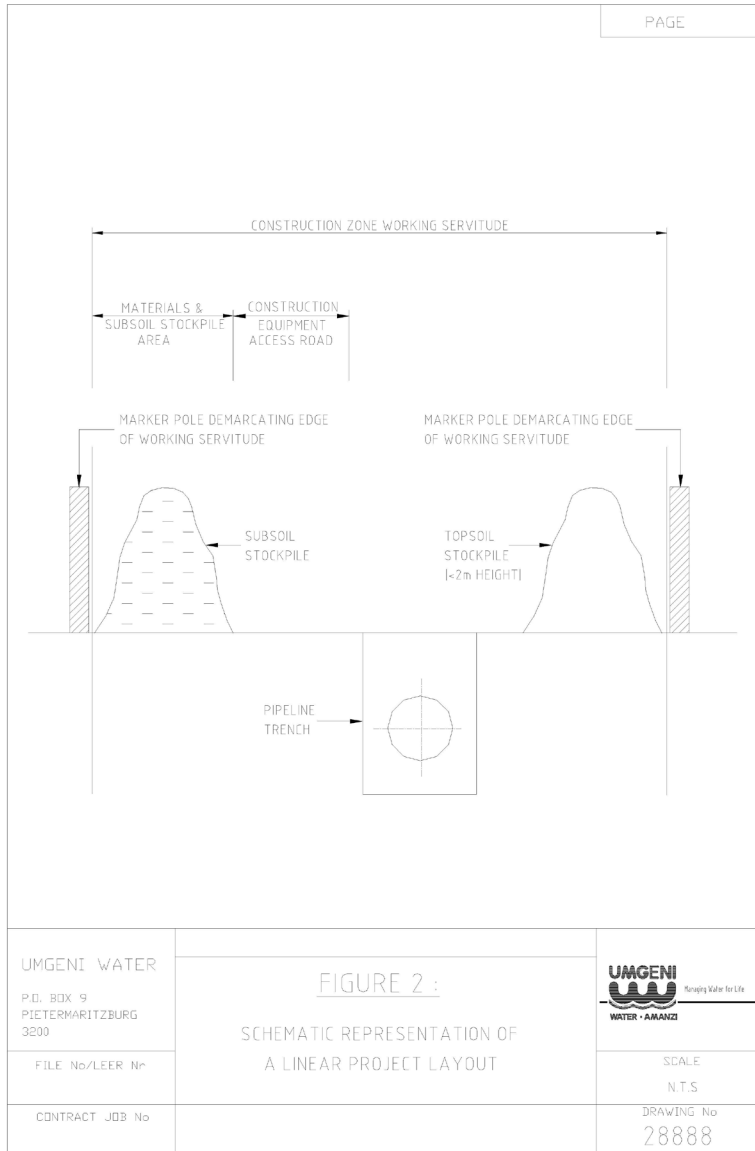 PAGE
CONSTRUCTION ZONE WORKING SERVITUDE
MATERIALS &
SUBSOIL STOCKPILE
AREA
CONSTRUCTION
EQUIPMENT
ACCESS ROAD
MARKER POLE DEMARCATING EDGE
OF WORKING SERVITUDE
MARKER POLE DEMARCATING EDGE
OF WORKING SERVITUDE
SUBSOIL
STOCKPILE
TOPSOIL
STOCKPILE
(<2m HEIGHT)
PIPELINE
TRENCH
UMGENI WATER
P.O. BOX 9
PIETERMARITZBURG
3200
FILE No/LEER Nr
CONTRACT JOB No
FIGURE 2 :
SCHEMATIC REPRESENTATION OF
A LINEAR PROJECT LAYOUT
UMGENI
Managing Water for Life
WATER • AMANZI
SCALE
N.T.S
DRAWING No
28888